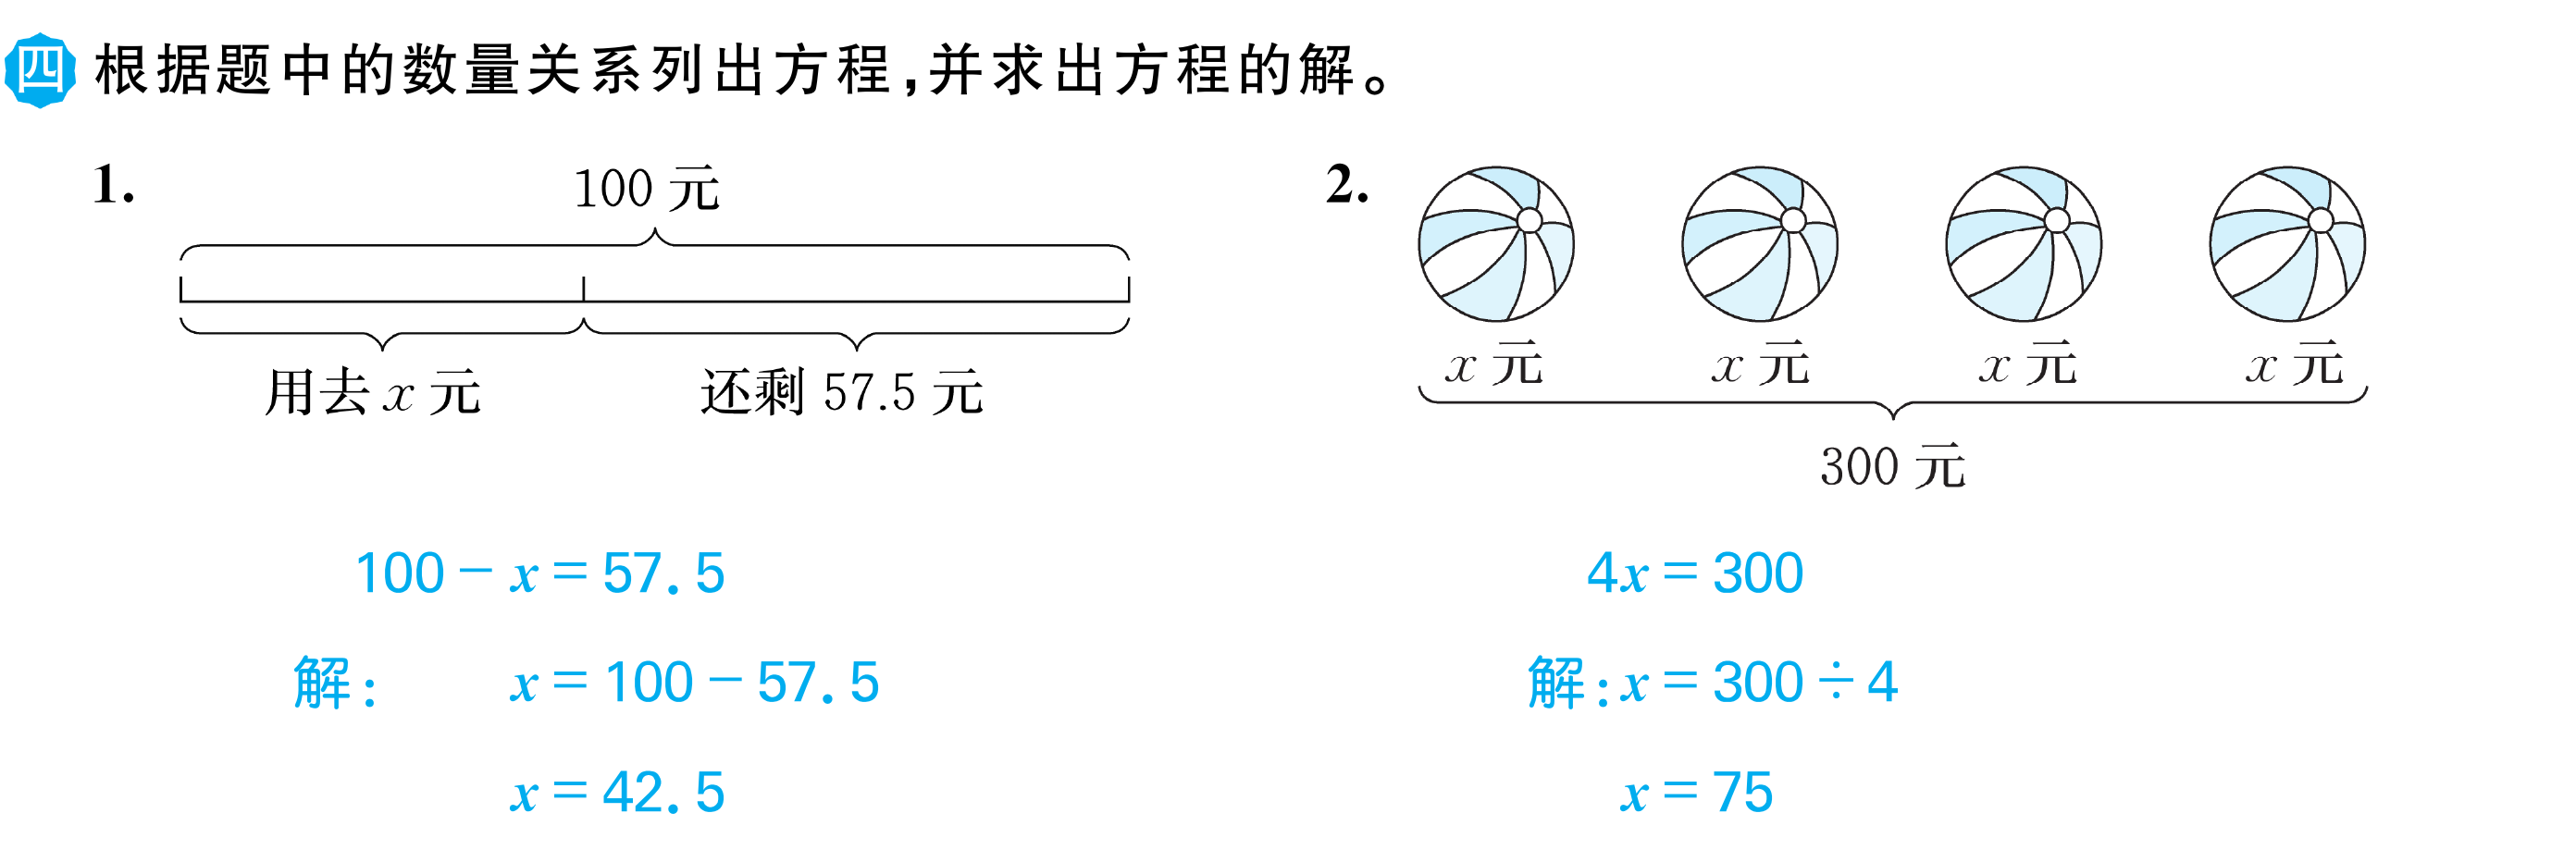 四 根据题中的数量关系列出方程,并求出方程的解。
1.
100 元
用去 x 元 还剩 57.5 元
100 − x = 57.5
解: x = 100 − 57.5
x = 42.5
2.
x 元 x 元 x 元 x 元
300 元
4x = 300
解:x = 300 ÷ 4
x = 75